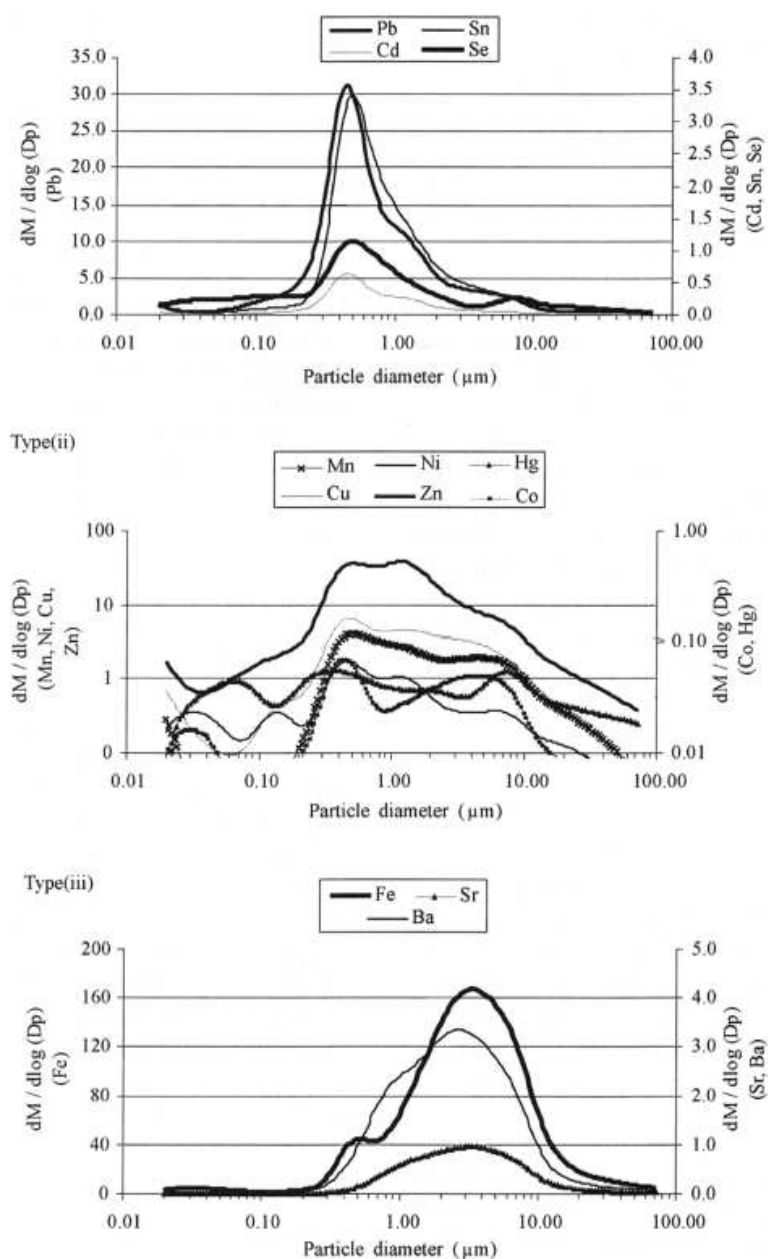 Pb Sn
Cd Se
35.0 4.0
30.0 3.5
25.0 3.0
20.0 2.5
15.0 2.0
10.0 1.5
5.0 1.0
0.0 0.5
0.0
dM / dlog (Dp)
(Pb)
dM / dlog (Dp)
(Cd, Sn, Se)
0.01 0.10 1.00 10.00 100.00
Particle diameter (µm)
Type(ii)
Mn Ni Hg
Cu Zn Co
100 1.00
10 0.10
1
0 0.01
dM / dlog (Dp)
(Mn, Ni, Cu,
Zn)
dM / dlog (Dp)
(Co, Hg)
0.01 0.10 1.00 10.00 100.00
Particle diameter (µm)
Type(iii)
Fe Sr
Ba
200 5.0
160 4.0
120 3.0
80 2.0
40 1.0
0 0.0
dM / dlog (Dp)
(Fe)
dM / dlog (Dp)
(Sr, Ba)
0.01 0.10 1.00 10.00 100.00
Particle diameter (µm)